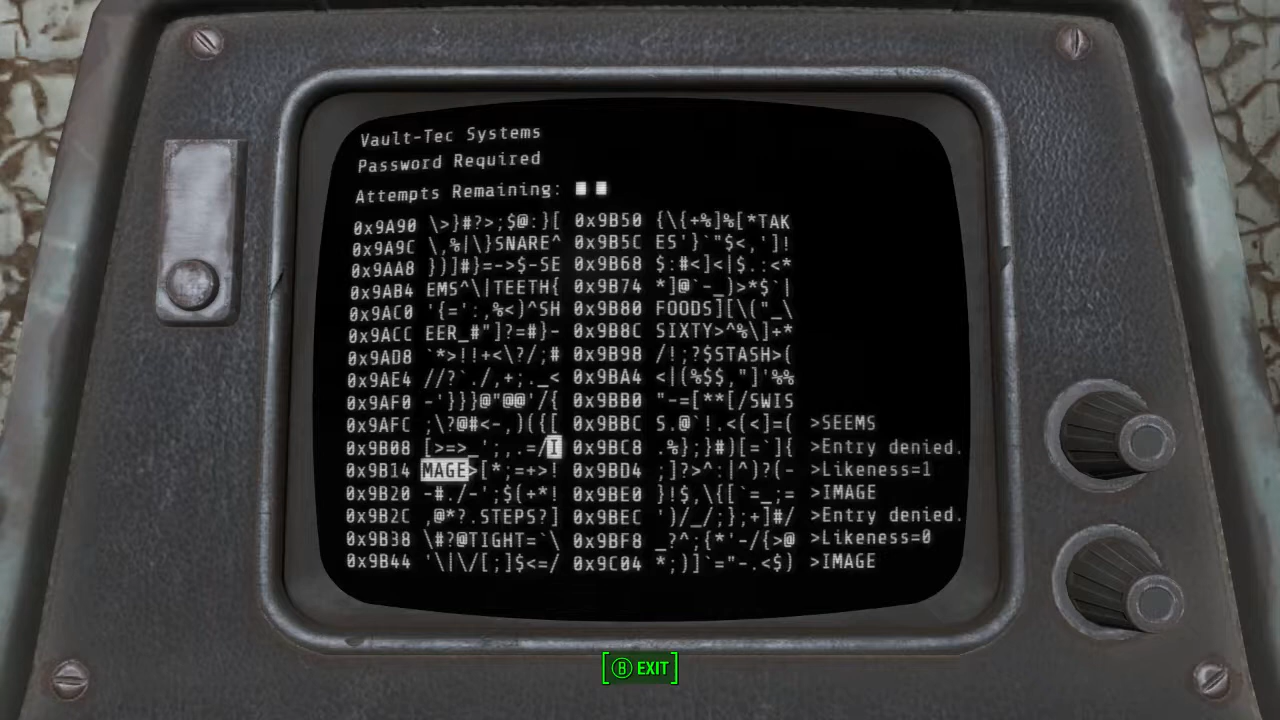 Vault-Tec Systems
Password Required
Attempts Remaining: ■ ■
0x9A90 \>}#?>;$@:}[ 0x9B50 {\{+%]%[*TAK
0x9A9C \,%|\}SNARE^ 0x9B5C ES'}`"$<,']!
0x9AA8 })]#}=->$-SE 0x9B68 $:#<]<|$.:<*
0x9AB4 EMS^\|TEETH{ 0x9B74 *]@`-_)>*$`|
0x9AC0 '{=':,%<)^SH 0x9B80 FOODS][\("_\
0x9ACC EER_#"]?=#}- 0x9B8C SIXTY>^%\]+*
0x9AD8 `*>!!+<\?/;# 0x9B98 /!;?$STASH>(
0x9AE4 //?`./,+;._< 0x9BA4 <|(%$$,"]'%%
0x9AF0 -'}}}@"@@'/{ 0x9BB0 "-=[**[/SWIS
0x9AFC ;\?@#<-,)({[ 0x9BBC S.@`!.<(<]=( >SEEMS
0x9B08 [>=>_';,.=/I 0x9BC8 .%};}#)[=`]{ >Entry denied.
0x9B14 MAGE>[*;=+>! 0x9BD4 ;]?>^:|^)?(- >Likeness=1
0x9B20 -#./-';$(+*! 0x9BE0 }!$,\{[`=_;= >IMAGE
0x9B2C ,@*?.STEPS?] 0x9BEC ')/_/;};+]#/ >Entry denied.
0x9B38 \#?@TIGHT=`\ 0x9BF8 _?^;{*'-/{>@ >Likeness=0
0x9B44 '\|\/[;]$<=/ 0x9C04 *;)]`="-.<$) >IMAGE
B EXIT